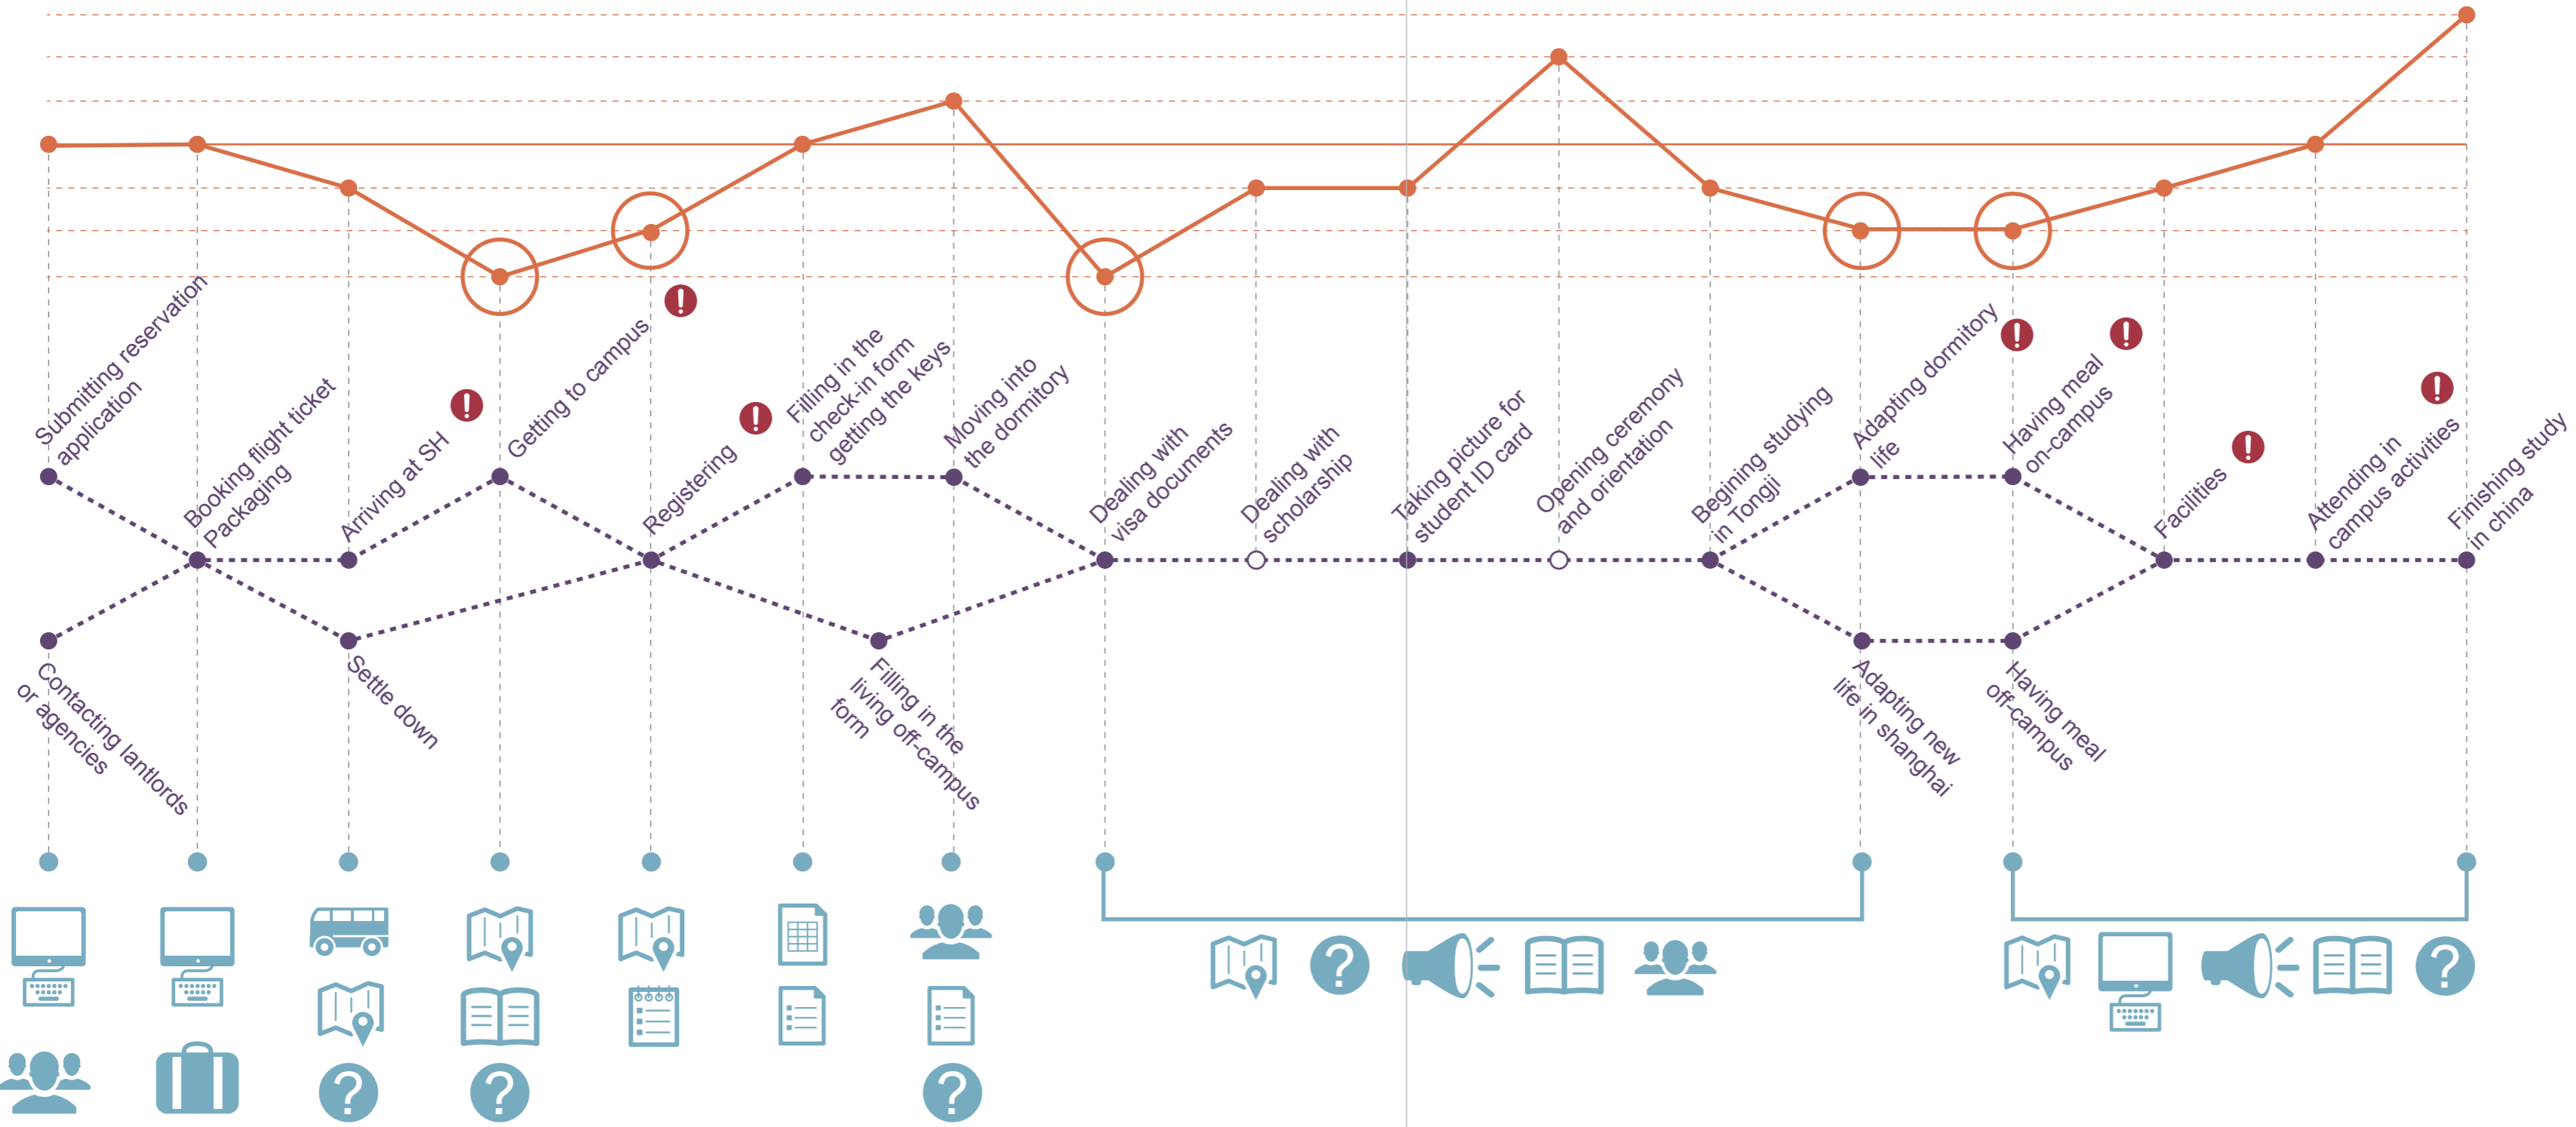 Submitting reservation
application
Booking flight ticket
Packaging
Arriving at SH
Getting to campus
Registering
Filling in the
check-in form
getting the keys
Moving into
the dormitory
Dealing with
visa documents
Dealing with
scholarship
Taking picture for
student ID card
Opening ceremony
and orientation
Begining studying
in Tongji
Adapting dormitory
life
Having meal
on-campus
Facilities
Attending in
campus activities
Finishing study
in china
Contacting lantlords
or agencies
Settle down
Filling in the
living off-campus
form
Adapting new
life in shanghai
Having meal
off-campus